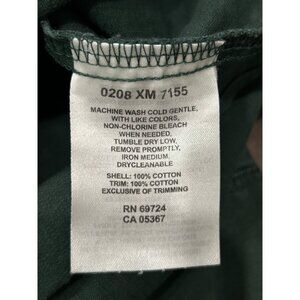 0208 XM 7155
MACHINE WASH COLD GENTLE,
WITH LIKE COLORS,
NON-CHLORINE BLEACH
WHEN NEEDED,
TUMBLE DRY LOW,
REMOVE PROMPTLY,
IRON MEDIUM,
DRYCLEANABLE
SHELL: 100% COTTON
TRIM: 100% COTTON
EXCLUSIVE OF TRIMMING
RN 69724
CA 05367